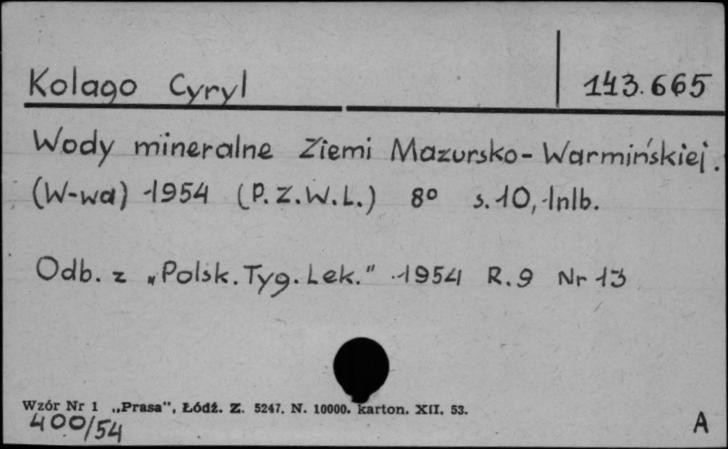 Kolago Cyryl 143.665
Wody mineralne Ziemi Mazursko-Warmińskiej.
(W-wa) 1954 (P.Z.W.L.) 8° s.10, 1nlb.
Odb. z „Polsk.Tyg.Lek." 1954 R.9 Nr 13
Wzór Nr 1 „Prasa", Łódź. Z. 5247. N. 10000. karton. XII. 53.
400/54 A